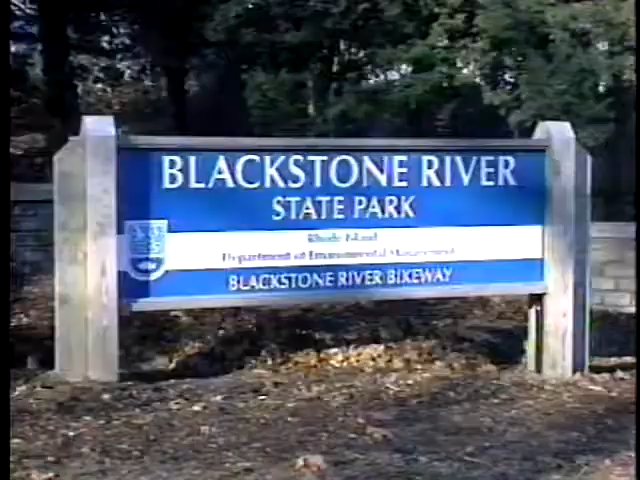 BLACKSTONE RIVER
STATE PARK
Rhode Island
Department of Environmental Management
BLACKSTONE RIVER BIKEWAY